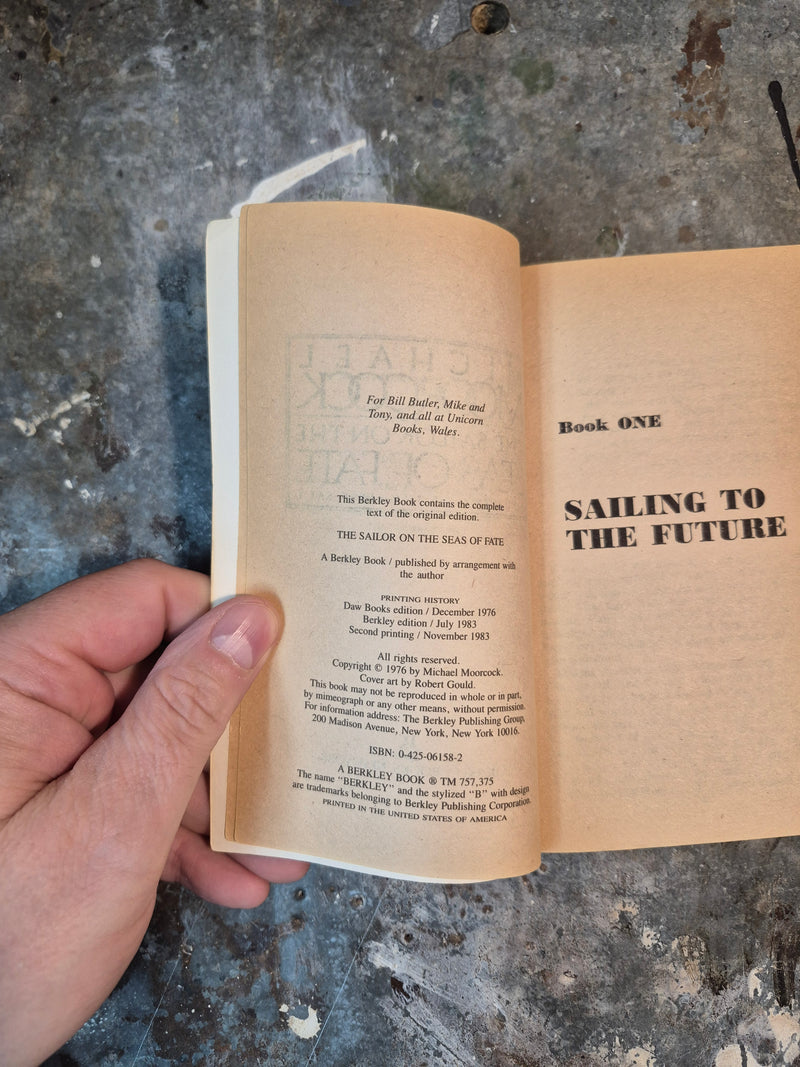 For Bill Butler, Mike and
Tony, and all at Unicorn
Books, Wales.
This Berkley Book contains the complete
text of the original edition.
THE SAILOR ON THE SEAS OF FATE
A Berkley Book / published by arrangement with
the author
PRINTING HISTORY
Daw Books edition / December 1976
Berkley edition / July 1983
Second printing / November 1983
All rights reserved.
Copyright © 1976 by Michael Moorcock.
Cover art by Robert Gould.
This book may not be reproduced in whole or in part,
by mimeograph or any other means, without permission.
For information address: The Berkley Publishing Group,
200 Madison Avenue, New York, New York 10016.
ISBN: 0-425-06158-2
A BERKLEY BOOK ® TM 757,375
The name "BERKLEY" and the stylized "B" with design
are trademarks belonging to Berkley Publishing Corporation.
PRINTED IN THE UNITED STATES OF AMERICA
Book ONE
SAILING TO
THE FUTURE